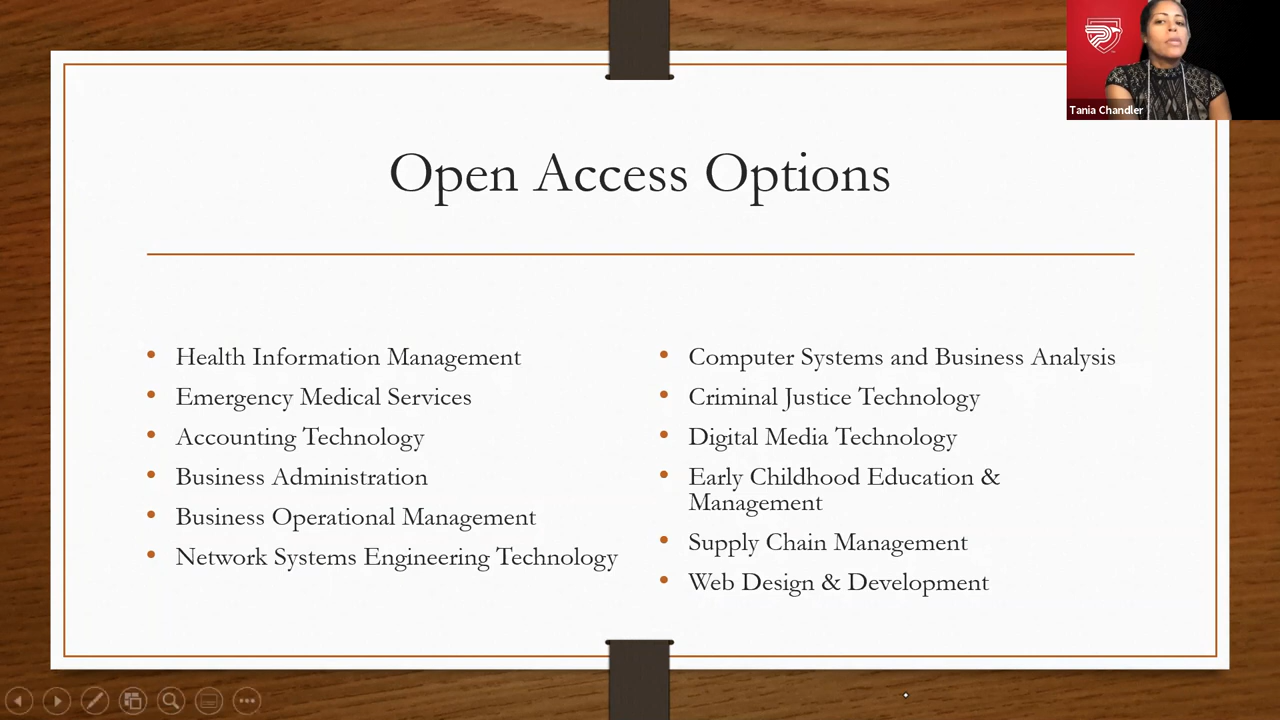 Tania Chandler
Open Access Options
• Health Information Management
• Emergency Medical Services
• Accounting Technology
• Business Administration
• Business Operational Management
• Network Systems Engineering Technology
• Computer Systems and Business Analysis
• Criminal Justice Technology
• Digital Media Technology
• Early Childhood Education &
Management
• Supply Chain Management
• Web Design & Development